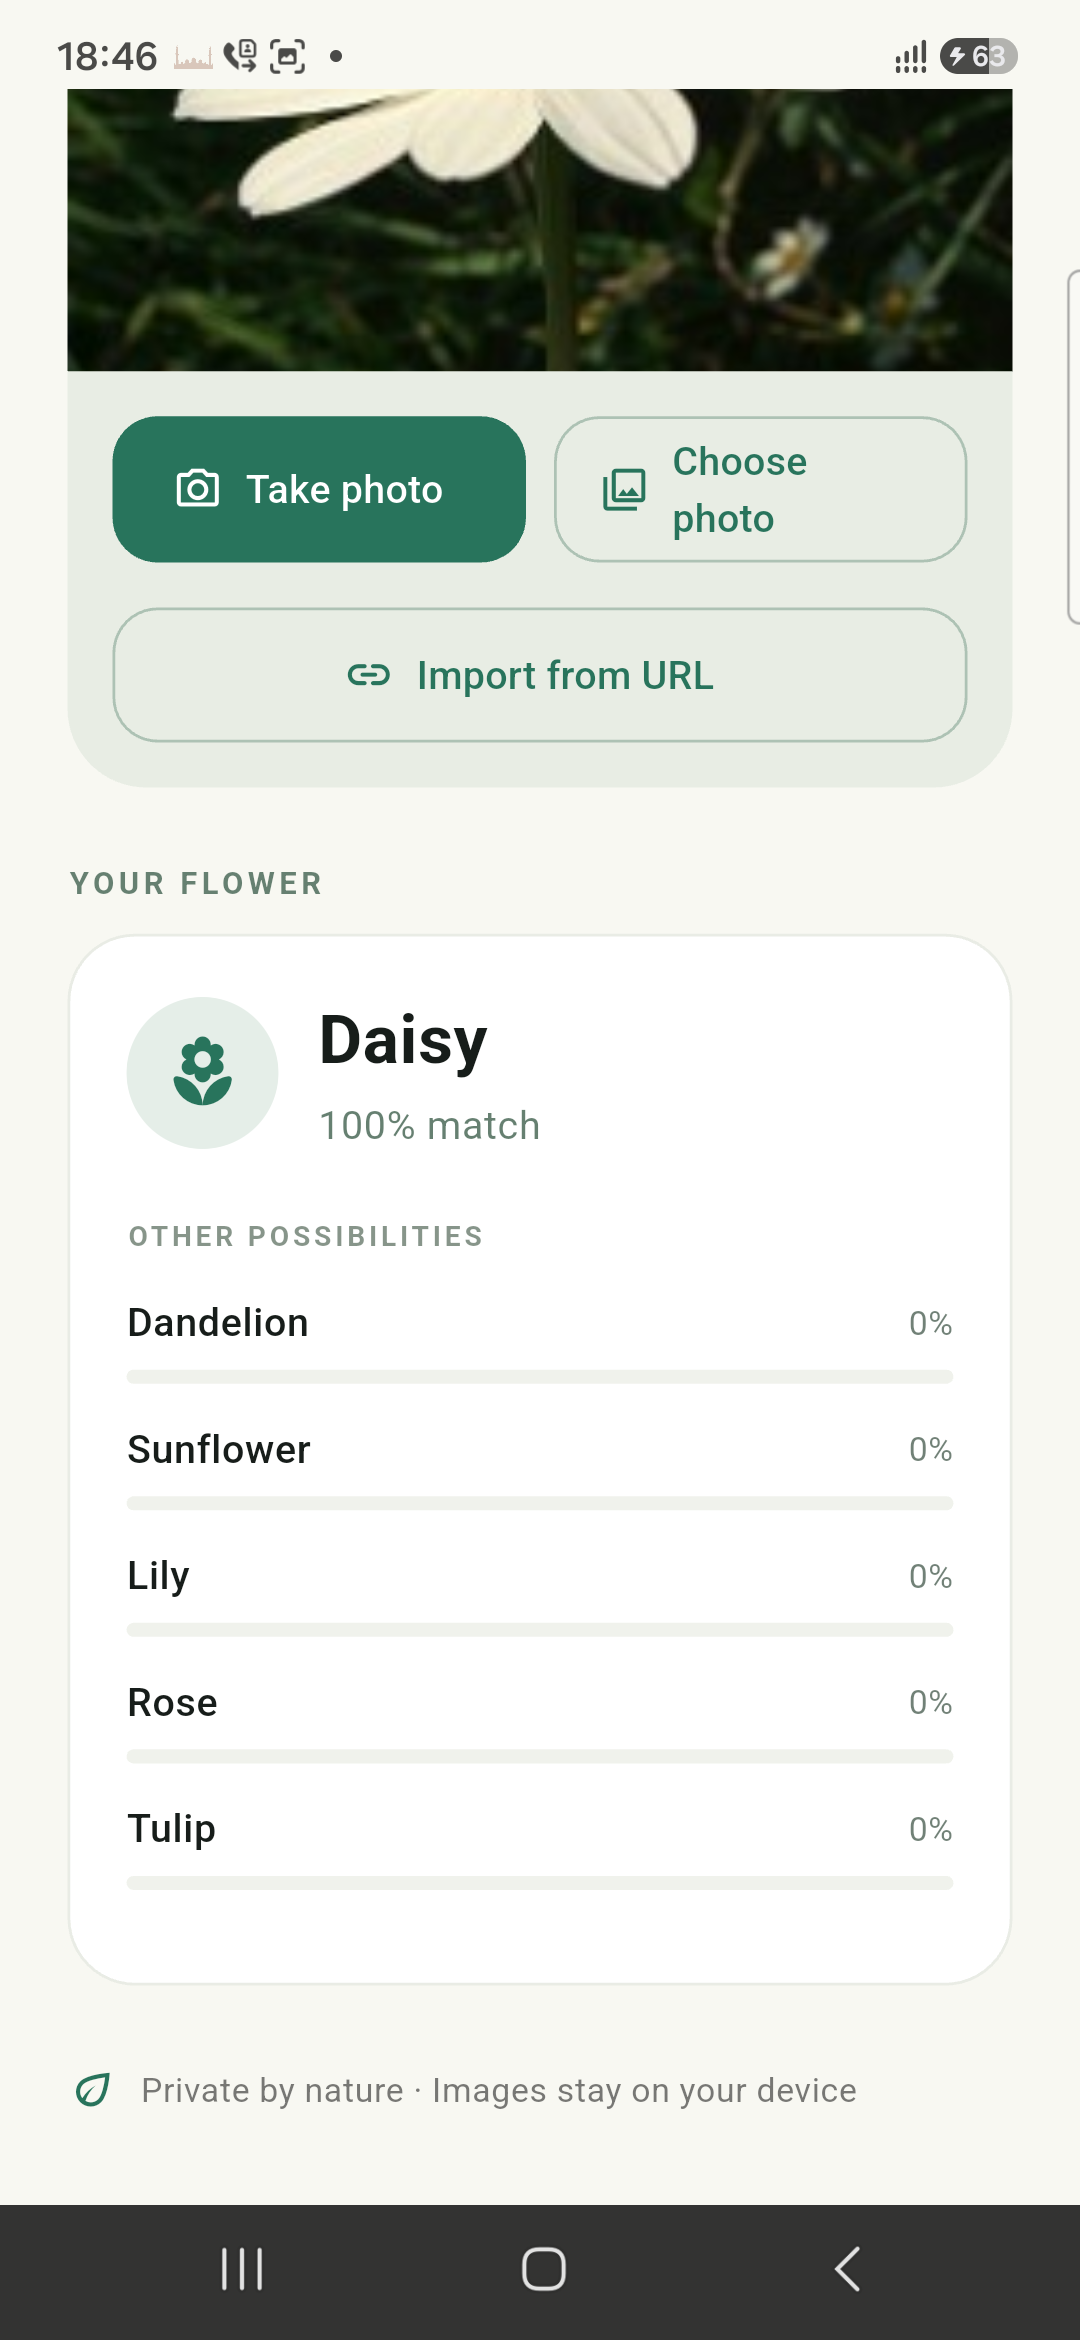 18:46
63
Take photo
Choose
photo
Import from URL
YOUR FLOWER
Daisy
100% match
OTHER POSSIBILITIES
Dandelion 0%
Sunflower 0%
Lily 0%
Rose 0%
Tulip 0%
Private by nature · Images stay on your device